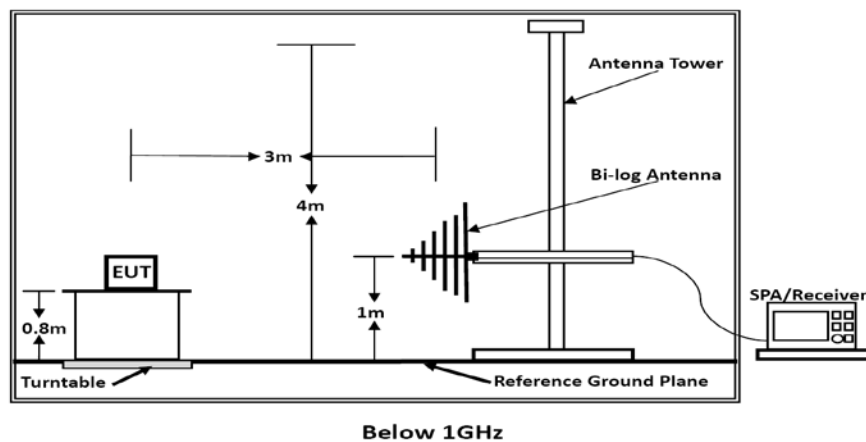 Antenna Tower
3m
Bi-log Antenna
4m
EUT
SPA/Receiver
0.8m
1m
Turntable
Reference Ground Plane
Below 1GHz